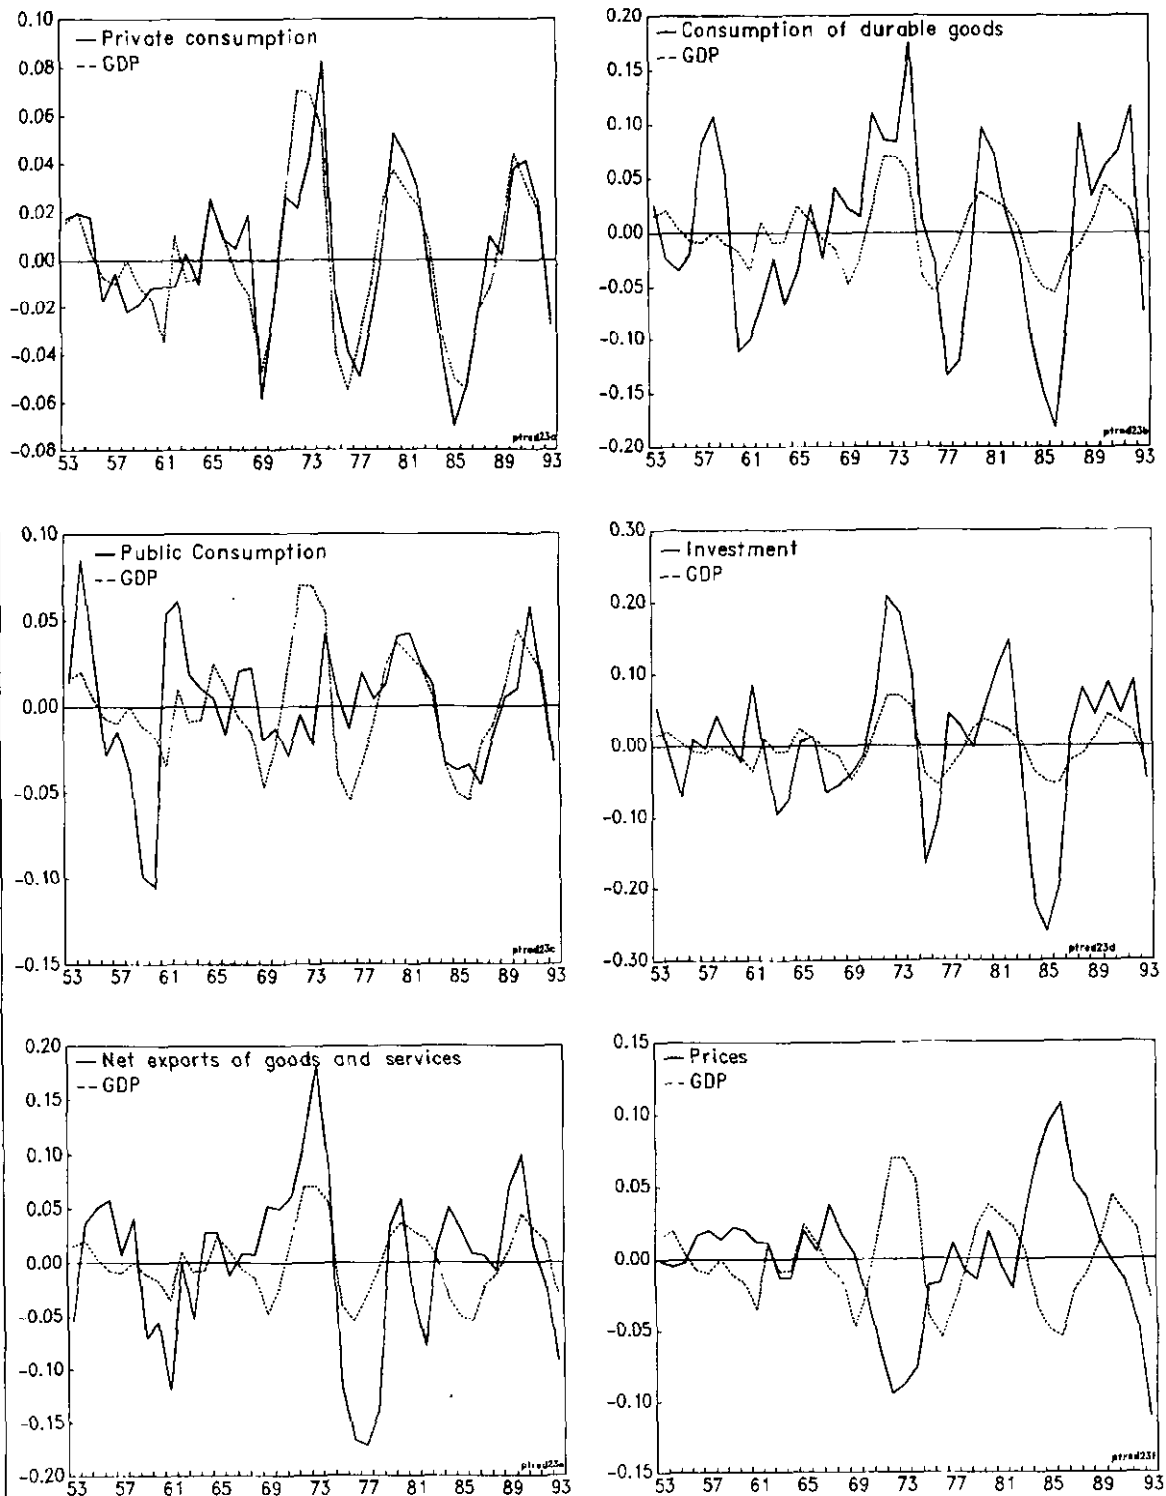 0.10
Private consumption
GDP
0.08
0.06
0.04
0.02
0.00
-0.02
-0.04
-0.06
-0.08
ptred23a
53 57 61 65 69 73 77 81 85 89 93
0.20
Consumption of durable goods
GDP
0.15
0.10
0.05
0.00
-0.05
-0.10
-0.15
-0.20
ptred23b
53 57 61 65 69 73 77 81 85 89 93
0.10
Public Consumption
GDP
0.05
0.00
-0.05
-0.10
-0.15
ptred23c
53 57 61 65 69 73 77 81 85 89 93
0.30
Investment
GDP
0.20
0.10
0.00
-0.10
-0.20
-0.30
ptred23d
53 57 61 65 69 73 77 81 85 89 93
0.20
Net exports of goods and services
GDP
0.15
0.10
0.05
0.00
-0.05
-0.10
-0.15
-0.20
ptred23e
53 57 61 65 69 73 77 81 85 89 93
0.15
Prices
GDP
0.10
0.05
0.00
-0.05
-0.10
-0.15
ptred23f
53 57 61 65 69 73 77 81 85 89 93